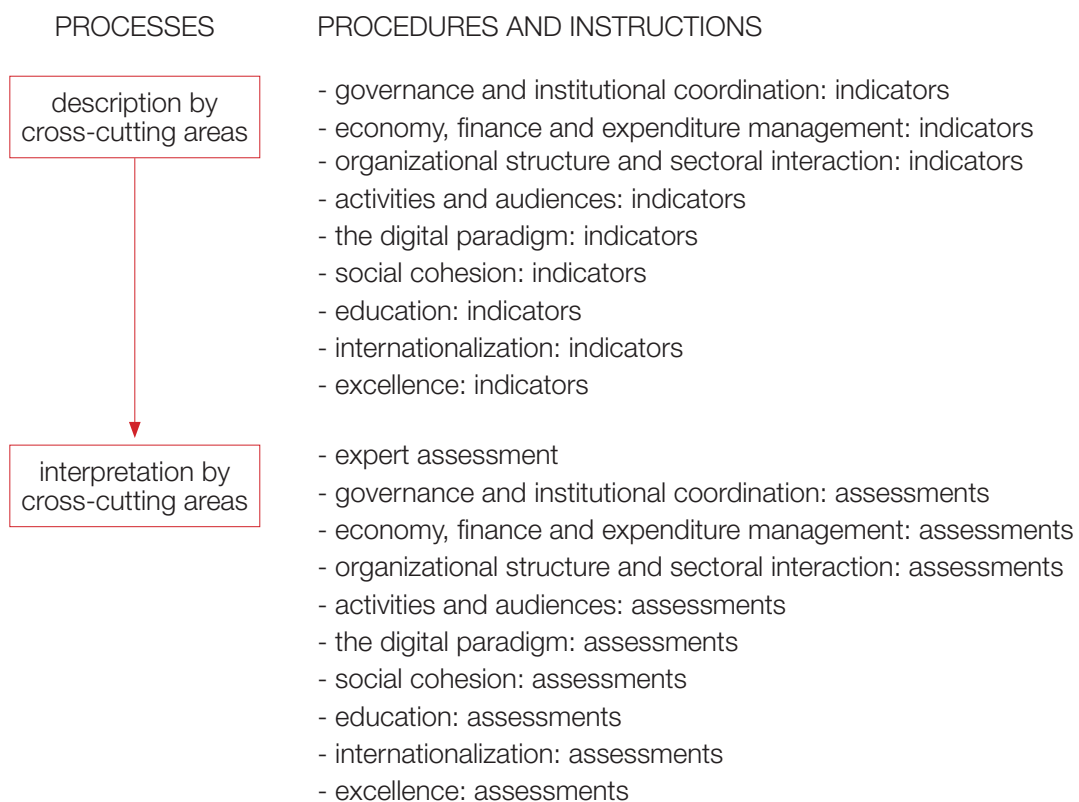 PROCESSES
PROCEDURES AND INSTRUCTIONS
description by
cross-cutting areas
- governance and institutional coordination: indicators
- economy, finance and expenditure management: indicators
- organizational structure and sectoral interaction: indicators
- activities and audiences: indicators
- the digital paradigm: indicators
- social cohesion: indicators
- education: indicators
- internationalization: indicators
- excellence: indicators
interpretation by
cross-cutting areas
- expert assessment
- governance and institutional coordination: assessments
- economy, finance and expenditure management: assessments
- organizational structure and sectoral interaction: assessments
- activities and audiences: assessments
- the digital paradigm: assessments
- social cohesion: assessments
- education: assessments
- internationalization: assessments
- excellence: assessments